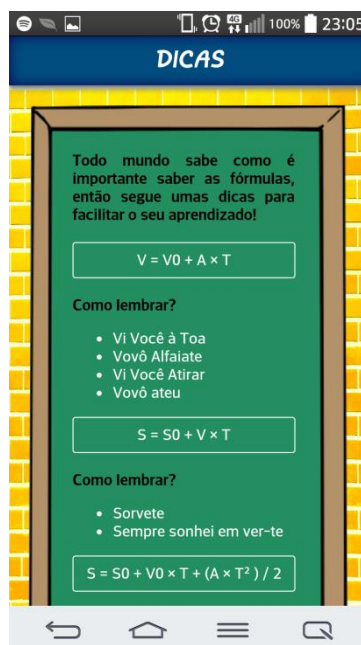 4G 100% 23:05
DICAS
Todo mundo sabe como é
importante saber as fórmulas,
então segue umas dicas para
facilitar o seu aprendizado!
V = V0 + A × T
Como lembrar?
• Vi Você à Toa
• Vovô Alfaiate
• Vi Você Atirar
• Vovô ateu
S = S0 + V × T
Como lembrar?
• Sorvete
• Sempre sonhei em ver-te
S = S0 + V0 × T + (A × T² ) / 2